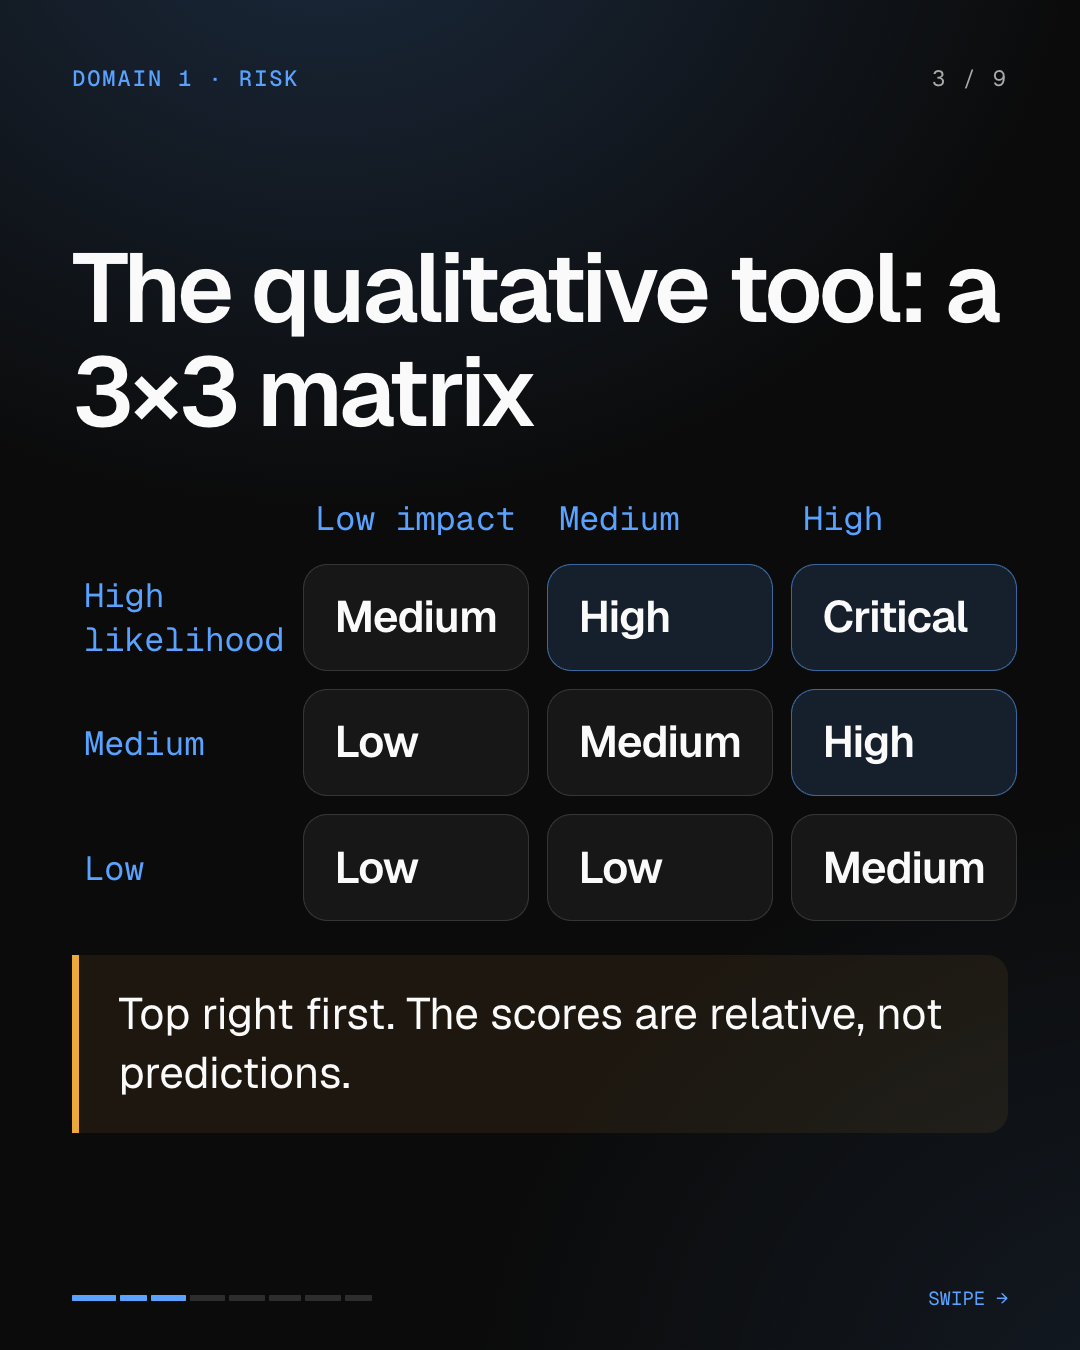 DOMAIN 1 · RISK
3 / 9
The qualitative tool: a
3×3 matrix
Low impact Medium High
High
likelihood
Medium High Critical
Medium Low Medium High
Low Low Low Medium
Top right first. The scores are relative, not
predictions.
SWIPE →